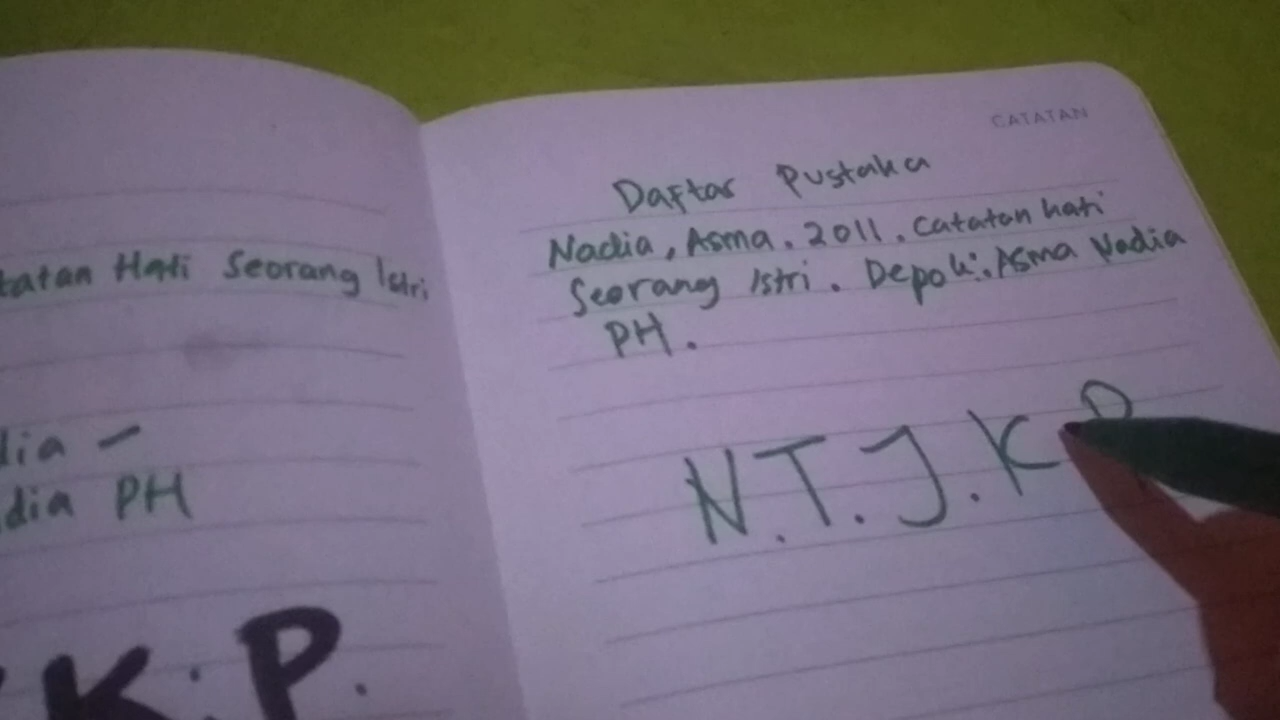 tatan Hati Seorang Istri
dia -
dia PH
K.P.
CATATAN
Daftar Pustaka
Nadia, Asma. 2011. Catatan hati
Seorang Istri. Depok: Asma Nadia
PH.
N.T.J.K P